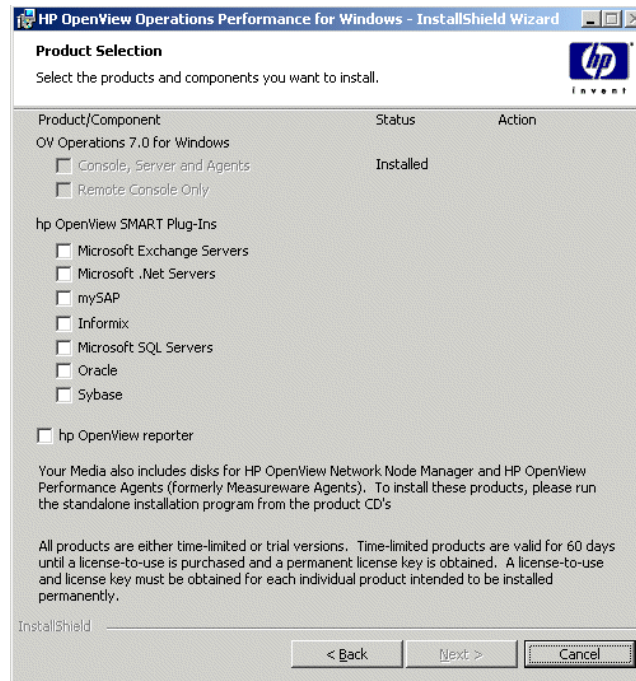 HP OpenView Operations Performance for Windows - InstallShield Wizard
Product Selection
Select the products and components you want to install.
hp
invent
Product/Component Status Action
OV Operations 7.0 for Windows
Console, Server and Agents Installed
Remote Console Only
hp OpenView SMART Plug-Ins
Microsoft Exchange Servers
Microsoft .Net Servers
mySAP
Informix
Microsoft SQL Servers
Oracle
Sybase
hp OpenView reporter
Your Media also includes disks for HP OpenView Network Node Manager and HP OpenView
Performance Agents (formerly Measureware Agents). To install these products, please run
the standalone installation program from the product CD's
All products are either time-limited or trial versions. Time-limited products are valid for 60 days
until a license-to-use is purchased and a permanent license key is obtained. A license-to-use
and license key must be obtained for each individual product intended to be installed
permanently.
InstallShield
< Back Next > Cancel